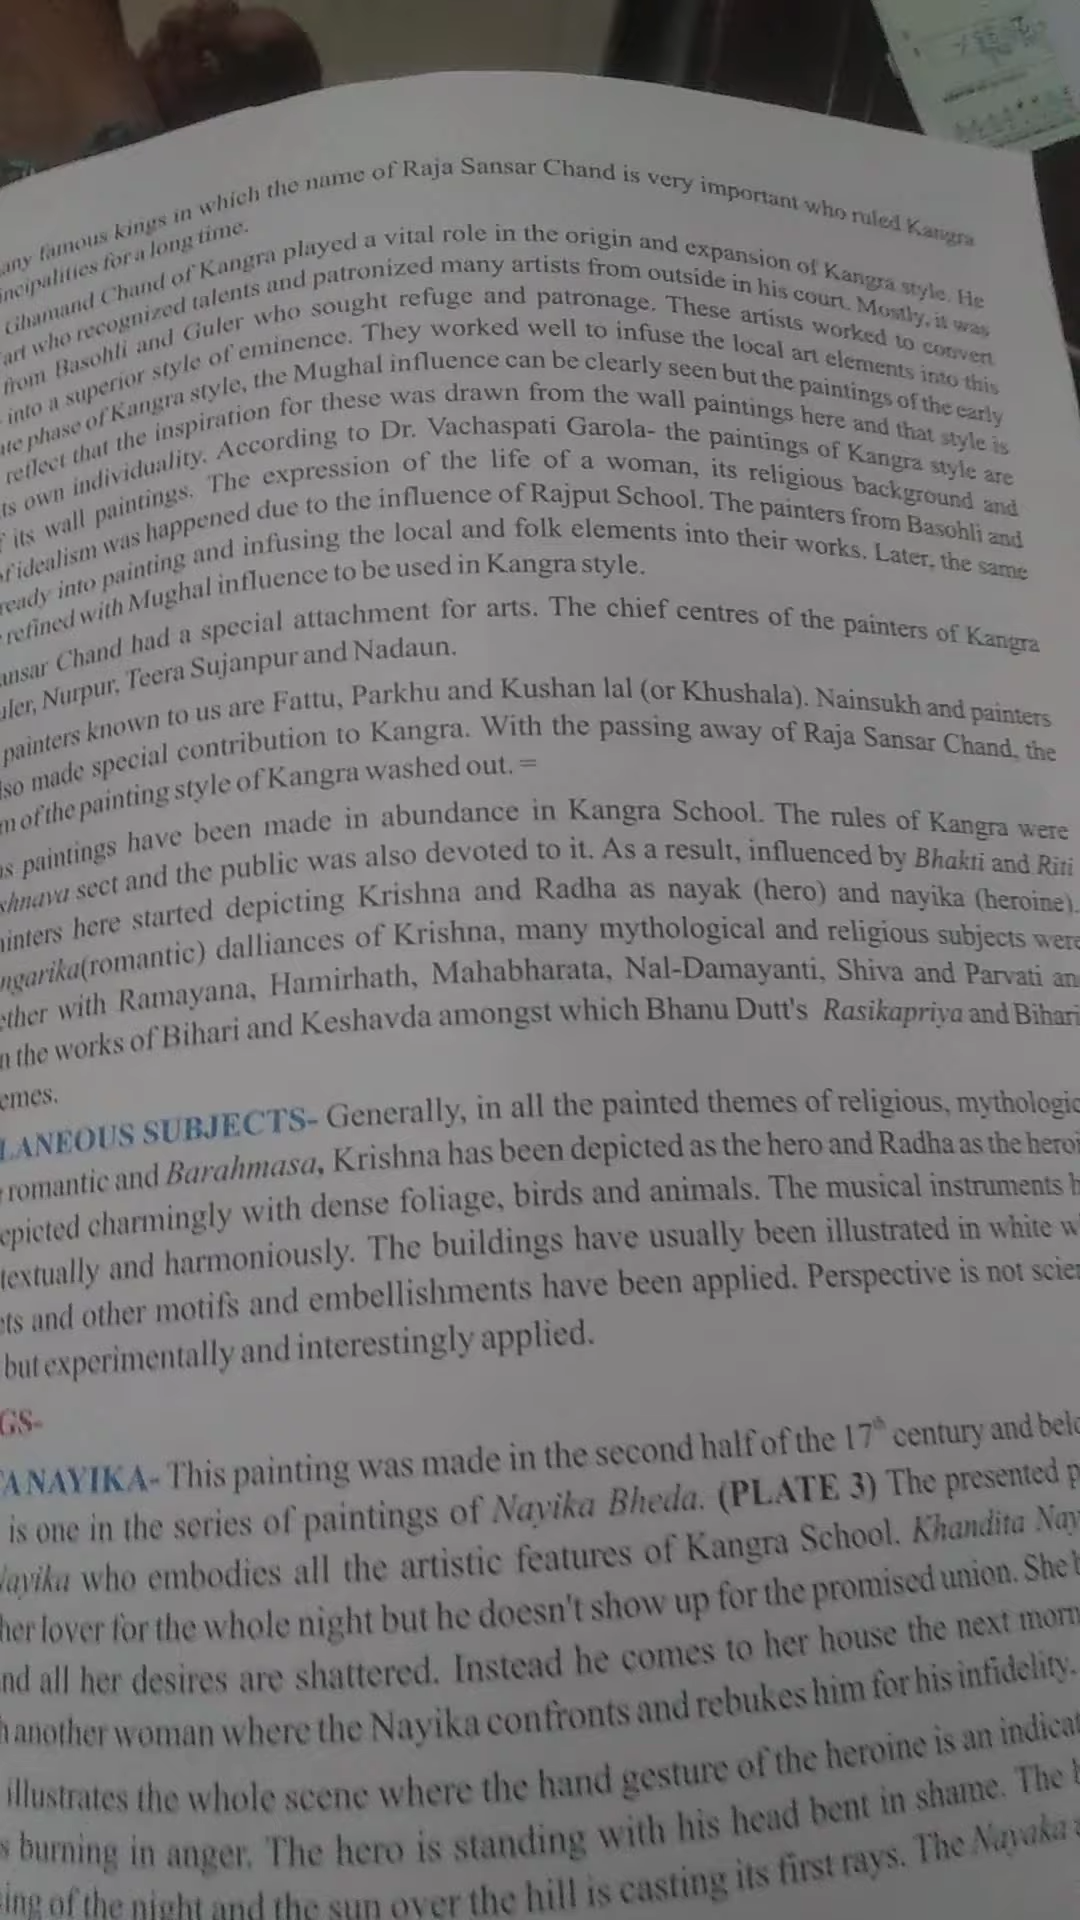 any famous kings in which the name of Raja Sansar Chand is very important who ruled Kangra
incipalities for a long time.
Ghamand Chand of Kangra played a vital role in the origin and expansion of Kangra style. He
art who recognized talents and patronized many artists from outside in his court. Mostly, it was
from Basohli and Guler who sought refuge and patronage. These artists worked to convert
into a superior style of eminence. They worked well to infuse the local art elements into this
ate phase of Kangra style, the Mughal influence can be clearly seen but the paintings of the early
reflect that the inspiration for these was drawn from the wall paintings here and that style is
ts own individuality. According to Dr. Vachaspati Garola- the paintings of Kangra style are
its wall paintings. The expression of the life of a woman, its religious background and
of idealism was happened due to the influence of Rajput School. The painters from Basohli and
ready into painting and infusing the local and folk elements into their works. Later, the same
refined with Mughal influence to be used in Kangra style.
ansar Chand had a special attachment for arts. The chief centres of the painters of Kangra
uler, Nurpur, Teera Sujanpur and Nadaun.
painters known to us are Fattu, Parkhu and Kushan lal (or Khushala). Nainsukh and painters
lso made special contribution to Kangra. With the passing away of Raja Sansar Chand, the
m of the painting style of Kangra washed out. =
s paintings have been made in abundance in Kangra School. The rules of Kangra were
shnava sect and the public was also devoted to it. As a result, influenced by Bhakti and Riti
ainters here started depicting Krishna and Radha as nayak (hero) and nayika (heroine).
ngarika(romantic) dalliances of Krishna, many mythological and religious subjects were
ether with Ramayana, Hamirhath, Mahabharata, Nal-Damayanti, Shiva and Parvati an
n the works of Bihari and Keshavda amongst which Bhanu Dutt's Rasikapriya and Bihari
emes.
LANEOUS SUBJECTS- Generally, in all the painted themes of religious, mythologic
romantic and Barahmasa, Krishna has been depicted as the hero and Radha as the heroi
epicted charmingly with dense foliage, birds and animals. The musical instruments h
textually and harmoniously. The buildings have usually been illustrated in white w
ets and other motifs and embellishments have been applied. Perspective is not scien
but experimentally and interestingly applied.
GS-
A NAYIKA- This painting was made in the second half of the 17th century and belo
is one in the series of paintings of Nayika Bheda. (PLATE 3) The presented p
Nayika who embodies all the artistic features of Kangra School. Khandita Nay
her lover for the whole night but he doesn't show up for the promised union. She b
nd all her desires are shattered. Instead he comes to her house the next morn
h another woman where the Nayika confronts and rebukes him for his infidelity.
illustrates the whole scene where the hand gesture of the heroine is an indicat
s burning in anger. The hero is standing with his head bent in shame. The b
ing of the night and the sun over the hill is casting its first rays. The Nayaka